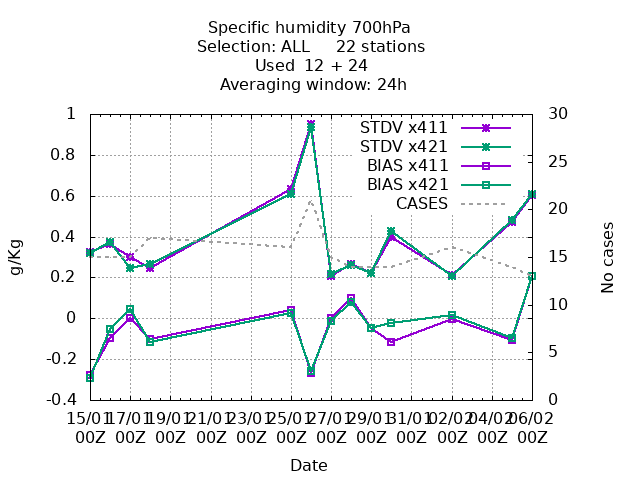 Specific humidity 700hPa
Selection: ALL     22 stations
Used  12 + 24
Averaging window: 24h
1
0.8
0.6
0.4
0.2
0
-0.2
-0.4
g/Kg
30
25
20
15
10
5
0
No cases
STDV x411
STDV x421
BIAS x411
BIAS x421
CASES
15/01 17/01 19/01 21/01 23/01 25/01 27/01 29/01 31/01 02/02 04/02 06/02
00Z 00Z 00Z 00Z 00Z 00Z 00Z 00Z 00Z 00Z 00Z 00Z
Date